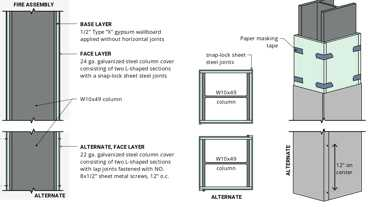 FIRE ASSEMBLY
BASE LAYER
1/2" Type "X" gypsum wallboard
applied without horizontal joints
FACE LAYER
24 ga. galvanized steel column cover
consisting of two L-shaped sections
with a snap-lock sheet steel joints
W10x49 column
ALTERNATE, FACE LAYER
22 ga. galvanized steel column cover
consisting of two L-shaped sections
with lap joints fastened with NO.
8x1/2" sheet metal screws, 12" o.c.
ALTERNATE
snap-lock sheet
steel joints
W10x49
column
W10x49
column
ALTERNATE
Paper masking
tape
ALTERNATE
12" on
center